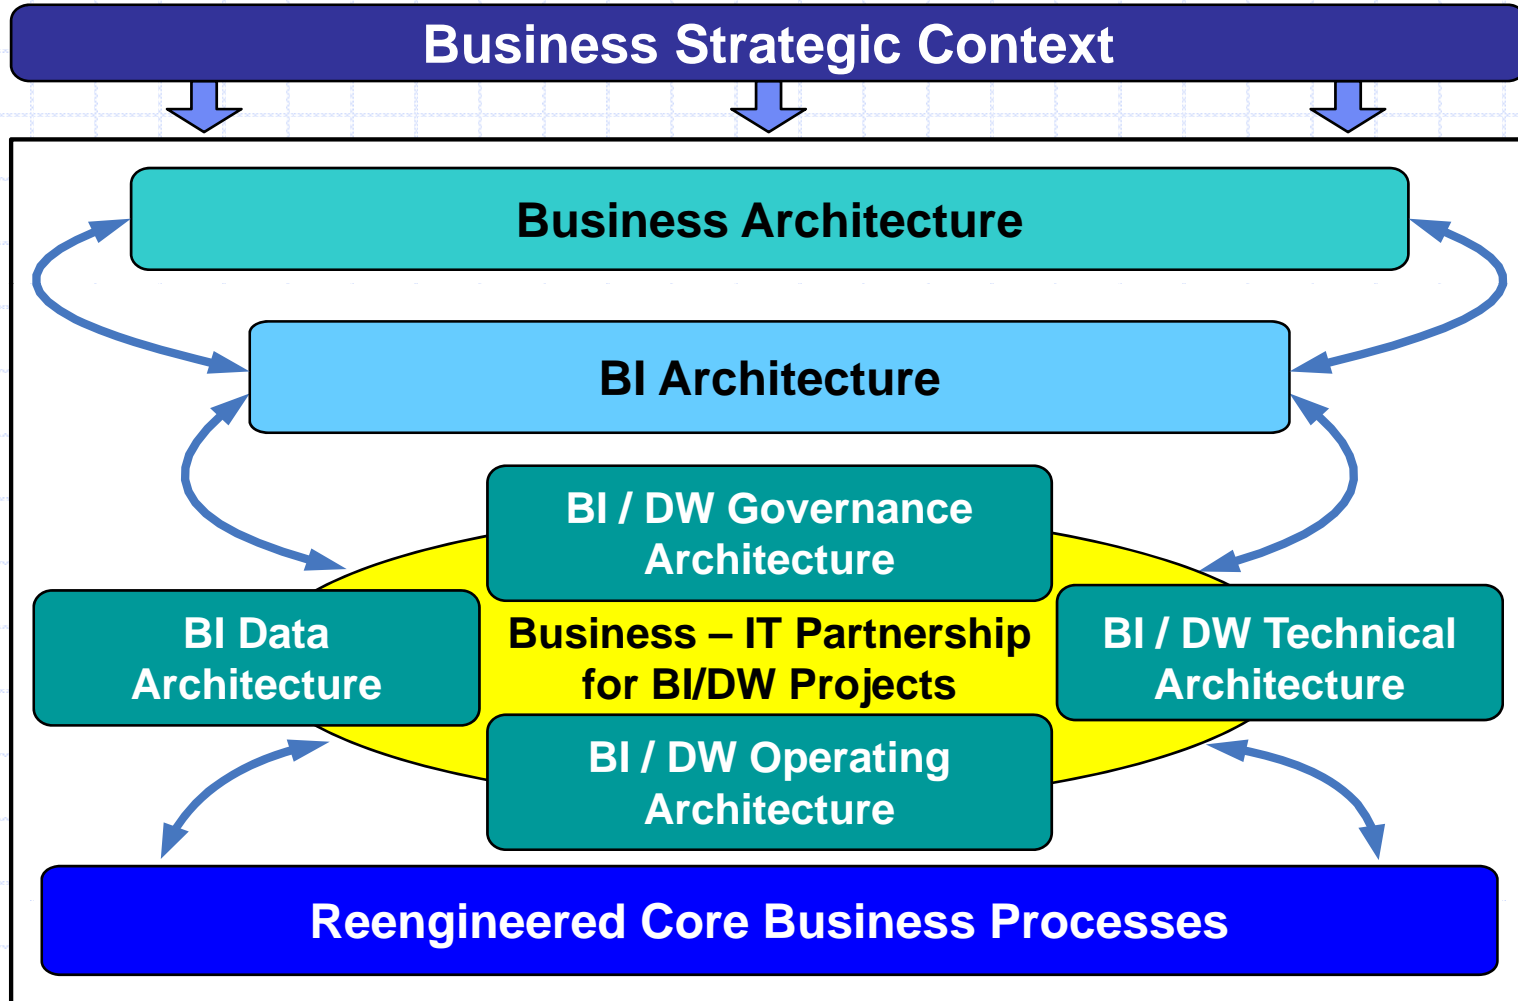 Business Strategic Context
Business Architecture
BI Architecture
BI / DW Governance
Architecture
BI Data
Architecture
Business – IT Partnership
for BI/DW Projects
BI / DW Technical
Architecture
BI / DW Operating
Architecture
Reengineered Core Business Processes